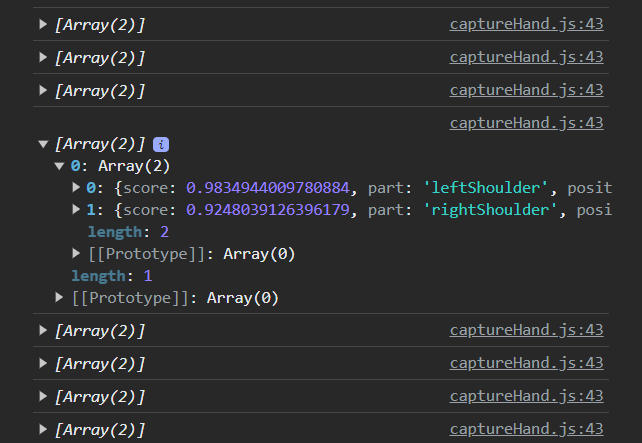 [Array(2)] captureHand.js:43
[Array(2)] captureHand.js:43
[Array(2)] captureHand.js:43
captureHand.js:43
[Array(2)] i
0: Array(2)
0: {score: 0.9834944009780884, part: 'leftShoulder', posit
1: {score: 0.9248039126396179, part: 'rightShoulder', posi
length: 2
[[Prototype]]: Array(0)
length: 1
[[Prototype]]: Array(0)
[Array(2)] captureHand.js:43
[Array(2)] captureHand.js:43
[Array(2)] captureHand.js:43
[Array(2)] captureHand.js:43